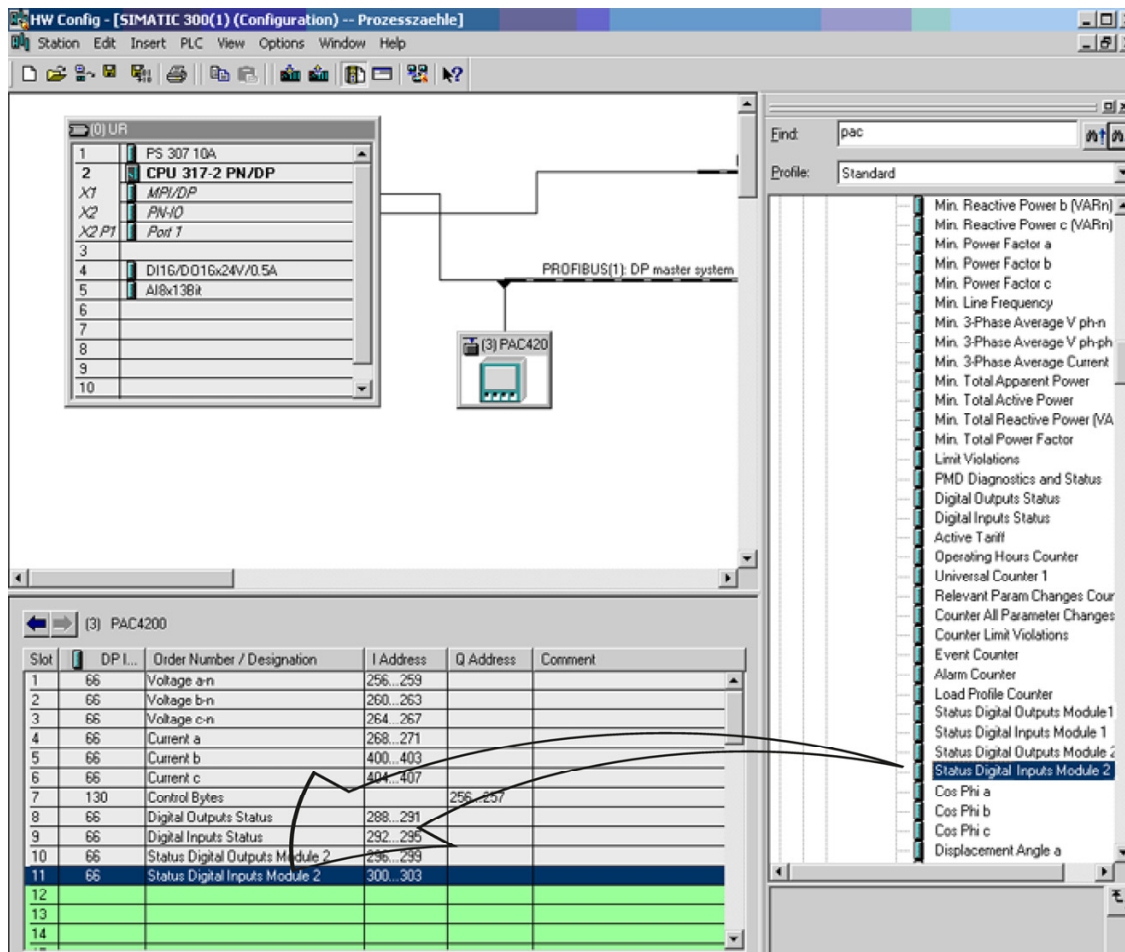 HW Config - [SIMATIC 300(1) (Configuration) -- Prozesszaehle]
Station Edit Insert PLC View Options Window Help
(0) UR
1 PS 307 10A
2 CPU 317-2 PN/DP
X1 MPI/DP
X2 PN-IO
X2 P1 Port 1
3
4 DI16/DO16x24V/0.5A
5 AI8x13Bit
6
7
8
9
10
PROFIBUS(1): DP master system
(3) PAC420
Find: pac
Profile: Standard
Min. Reactive Power b (VARn)
Min. Reactive Power c (VARn)
Min. Power Factor a
Min. Power Factor b
Min. Power Factor c
Min. Line Frequency
Min. 3-Phase Average V ph-n
Min. 3-Phase Average V ph-ph
Min. 3-Phase Average Current
Min. Total Apparent Power
Min. Total Active Power
Min. Total Reactive Power (VA
Min. Total Power Factor
Limit Violations
PMD Diagnostics and Status
Digital Outputs Status
Digital Inputs Status
Active Tariff
Operating Hours Counter
Universal Counter 1
Relevant Param Changes Cour
Counter All Parameter Changes
Counter Limit Violations
Event Counter
Alarm Counter
Load Profile Counter
Status Digital Outputs Module1
Status Digital Inputs Module 1
Status Digital Outputs Module 2
Status Digital Inputs Module 2
Cos Phi a
Cos Phi b
Cos Phi c
Displacement Angle a
(3) PAC4200
Slot DP I... Order Number / Designation I Address Q Address Comment
1 66 Voltage a-n 256...259
2 66 Voltage b-n 260...263
3 66 Voltage c-n 264...267
4 66 Current a 268...271
5 66 Current b 400...403
6 66 Current c 404...407
7 130 Control Bytes 256...257
8 66 Digital Outputs Status 288...291
9 66 Digital Inputs Status 292...295
10 66 Status Digital Outputs Module 2 296...299
11 66 Status Digital Inputs Module 2 300...303
12
13
14